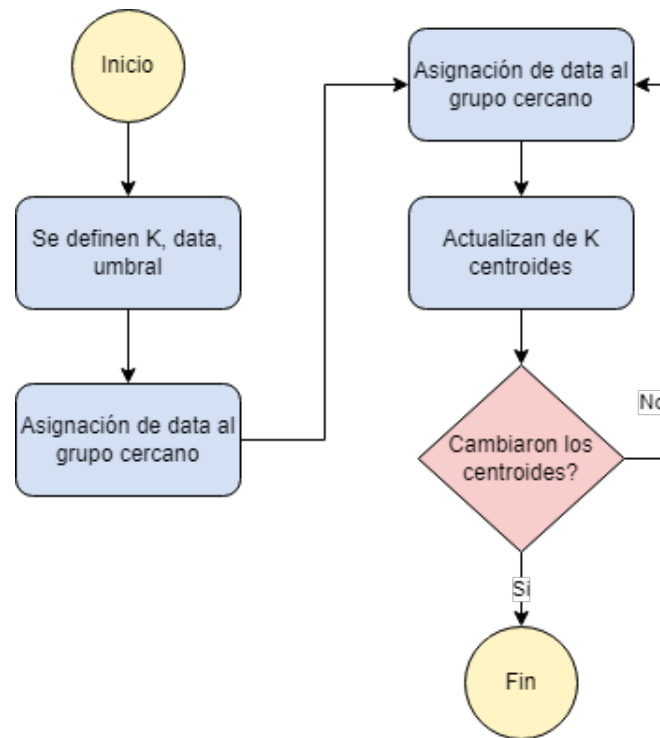 Inicio
Se definen K, data,
umbral
Asignación de data al
grupo cercano
Asignación de data al
grupo cercano
Actualizan de K
centroides
Cambiaron los
centroides?
No
Si
Fin